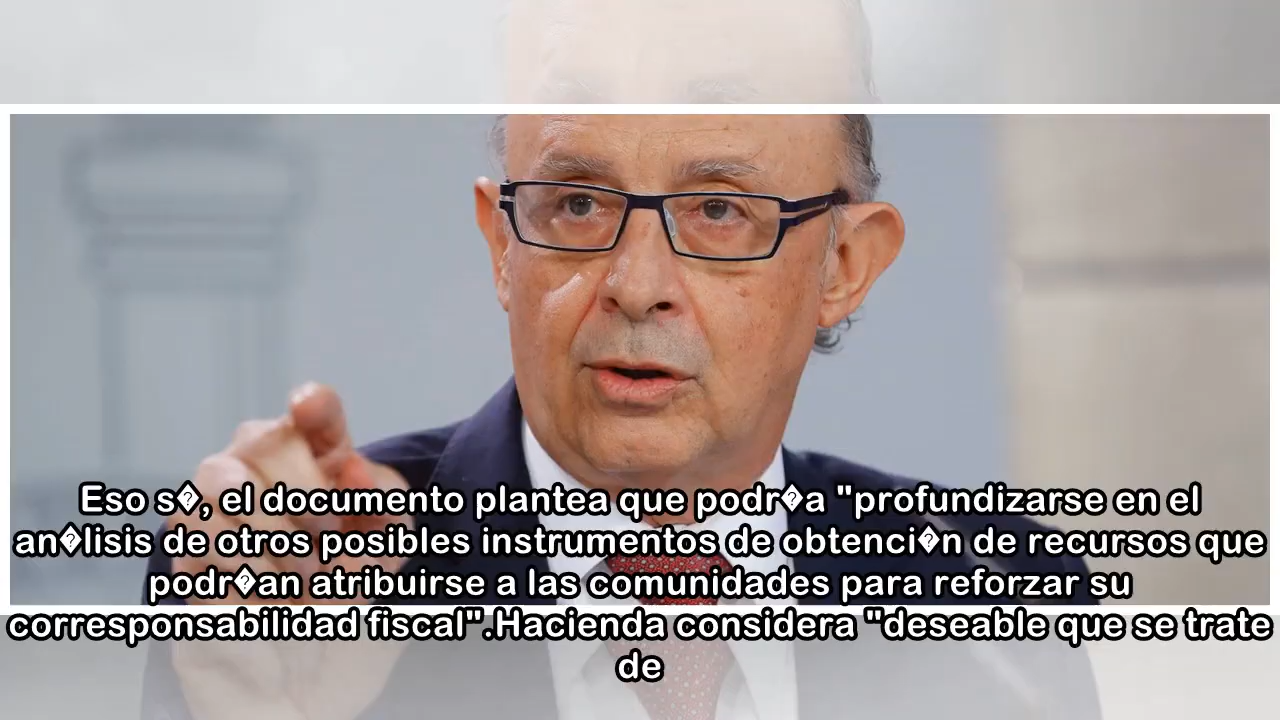 Eso s�, el documento plantea que podr�a "profundizarse en el
an�lisis de otros posibles instrumentos de obtenci�n de recursos que
podr�an atribuirse a las comunidades para reforzar su
corresponsabilidad fiscal".Hacienda considera "deseable que se trate
de